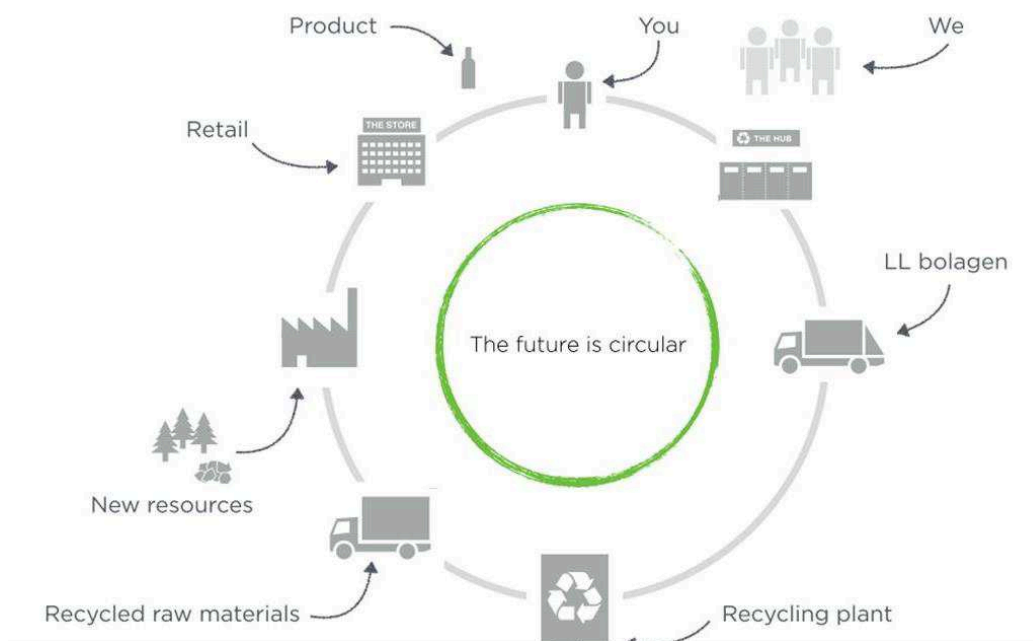 Product
You
We
THE STORE
Retail
THE HUB
LL bolagen
The future is circular
New resources
Recycled raw materials
Recycling plant